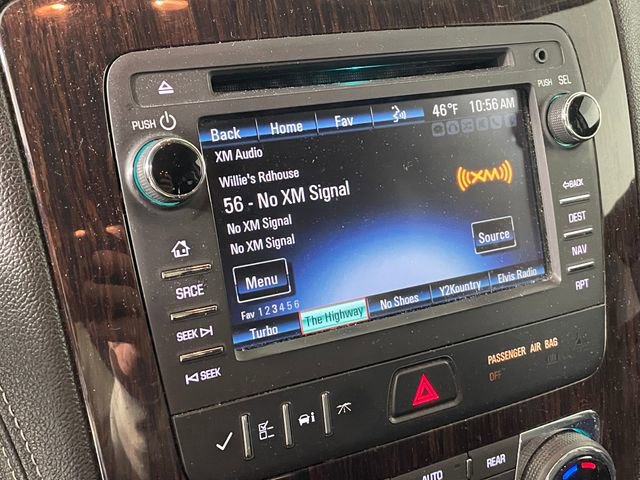 PUSH
PUSH SEL
Back Home Fav 46°F 10:56 AM
XM Audio
Willie's Rdhouse
56 - No XM Signal
No XM Signal
No XM Signal
((XM))
Source
Menu
Fav 1 2 3 4 5 6
Turbo The Highway No Shoes Y2Kountry Elvis Radio
SRCE
SEEK
SEEK
BACK
DEST
NAV
RPT
PASSENGER AIR BAG
OFF
i
AUTO
REAR